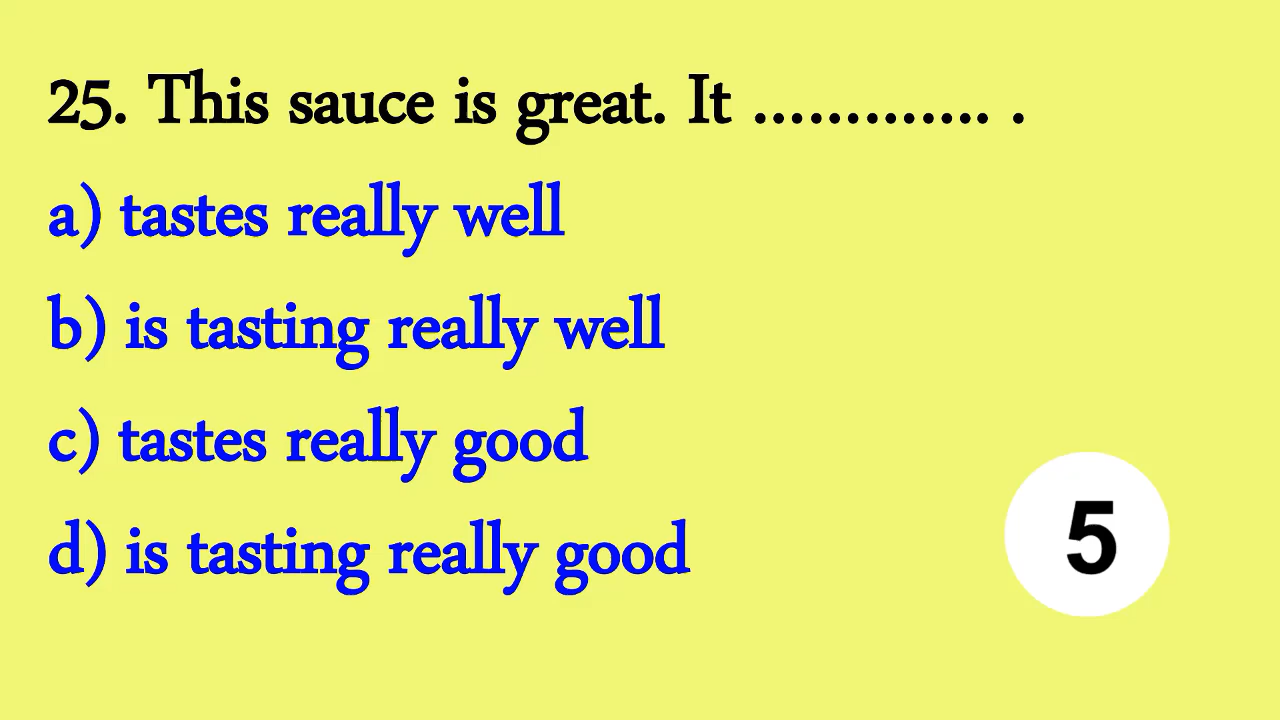 25. This sauce is great. It ............. .
a) tastes really well
b) is tasting really well
c) tastes really good
d) is tasting really good
5